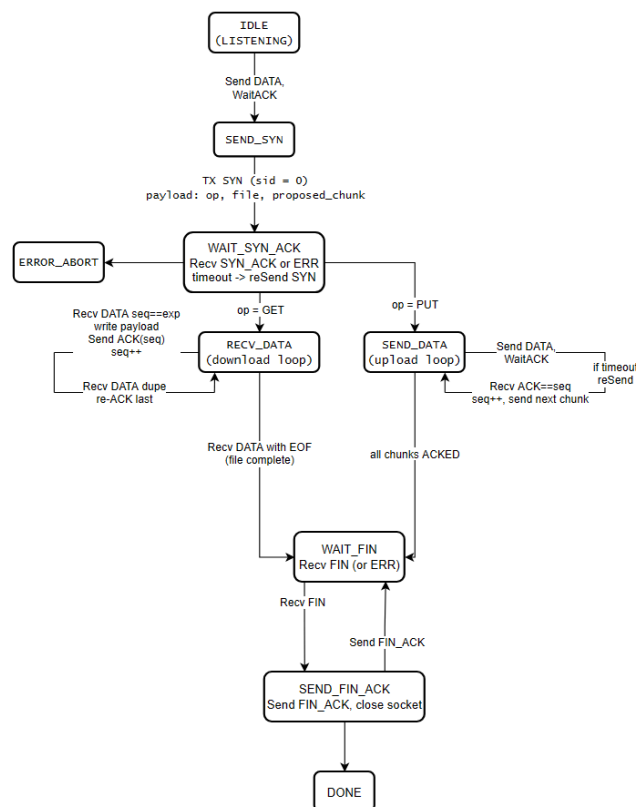 IDLE
(LISTENING)
Send DATA,
WaitACK
SEND_SYN
TX SYN (sid = 0)
payload: op, file, proposed_chunk
ERROR_ABORT
WAIT_SYN_ACK
Recv SYN_ACK or ERR
timeout -> reSend SYN
op = GET
op = PUT
Recv DATA seq==exp
write payload
Send ACK(seq)
seq++
Recv DATA dupe
re-ACK last
RECV_DATA
(download loop)
SEND_DATA
(upload loop)
Send DATA,
WaitACK
if timeout
reSend
Recv ACK==seq
seq++, send next chunk
Recv DATA with EOF
(file complete)
all chunks ACKED
WAIT_FIN
Recv FIN (or ERR)
Recv FIN
Send FIN_ACK
SEND_FIN_ACK
Send FIN_ACK, close socket
DONE